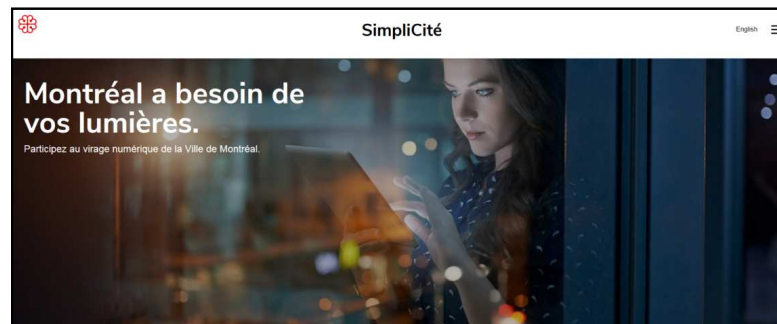 SimpliCité
English
Montréal a besoin de
vos lumières.
Participez au virage numérique de la Ville de Montréal.